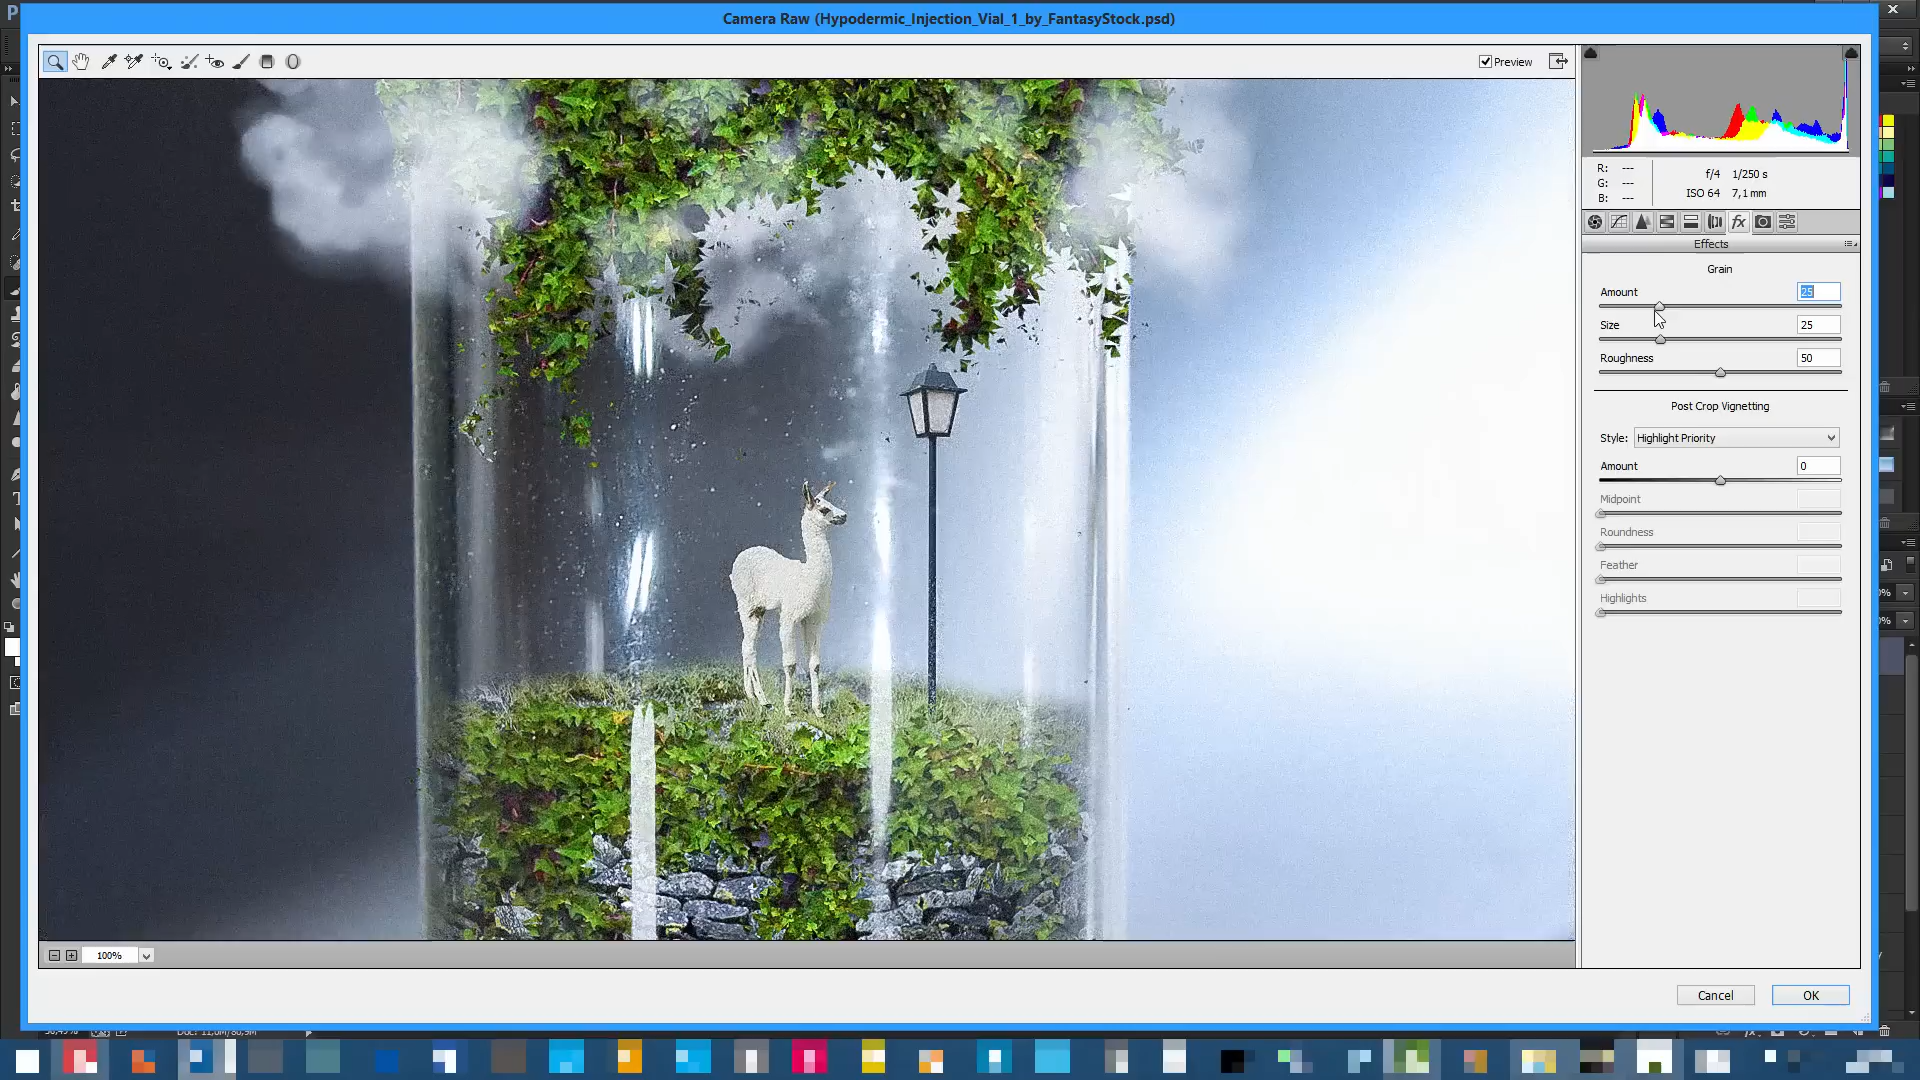 Camera Raw (Hypodermic_Injection_Vial_1_by_FantasyStock.psd)
Preview
R: ---
G: ---
B: ---
f/4 1/250 s
ISO 64 7,1 mm
Effects
Grain
Amount 25
Size 25
Roughness 50
Post Crop Vignetting
Style: Highlight Priority
Amount 0
Midpoint
Roundness
Feather
Highlights
100%
Cancel OK